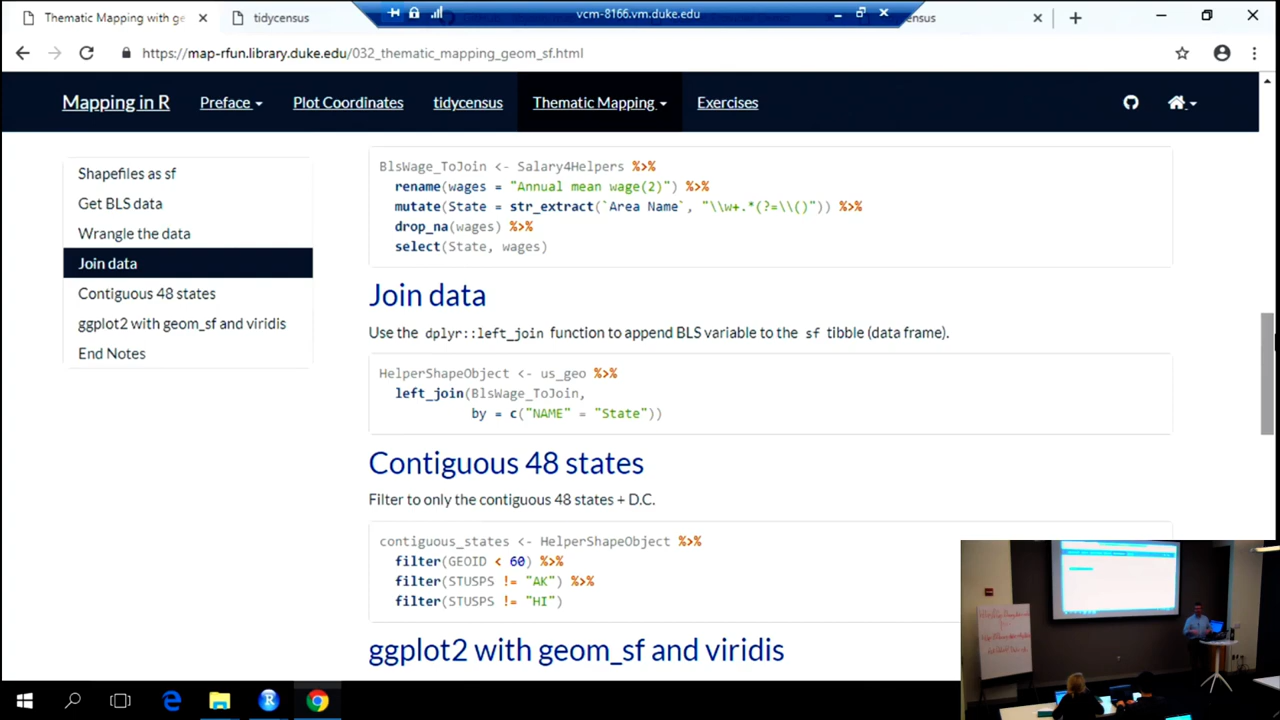 Thematic Mapping with ge
tidycensus
vcm-8166.vm.duke.edu
ensus
https://map-rfun.library.duke.edu/032_thematic_mapping_geom_sf.html
Mapping in R
Preface
Plot Coordinates
tidycensus
Thematic Mapping
Exercises
Shapefiles as sf
Get BLS data
Wrangle the data
Join data
Contiguous 48 states
ggplot2 with geom_sf and viridis
End Notes
BlsWage_ToJoin <- Salary4Helpers %>%
rename(wages = "Annual mean wage(2)") %>%
mutate(State = str_extract(`Area Name`, "\\w+.*(?=\\()")) %>%
drop_na(wages) %>%
select(State, wages)
Join data
Use the dplyr::left_join function to append BLS variable to the sf tibble (data frame).
HelperShapeObject <- us_geo %>%
left_join(BlsWage_ToJoin,
by = c("NAME" = "State"))
Contiguous 48 states
Filter to only the contiguous 48 states + D.C.
contiguous_states <- HelperShapeObject %>%
filter(GEOID < 60) %>%
filter(STUSPS != "AK") %>%
filter(STUSPS != "HI")
ggplot2 with geom_sf and viridis